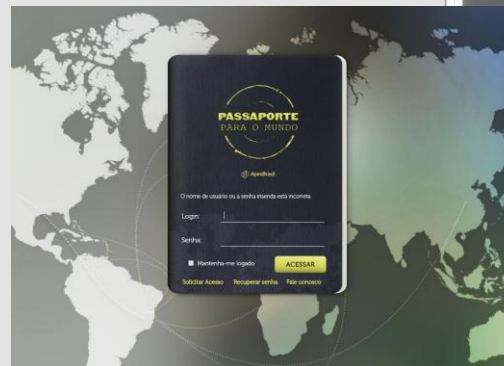 PASSAPORTE
PARA O MUNDO
ApexBrasil
O nome de usuário ou a senha inserida está incorreta.
Login:
Senha:
Mantenha-me logado
ACESSAR
Solicitar Acesso Recuperar senha Fale conosco